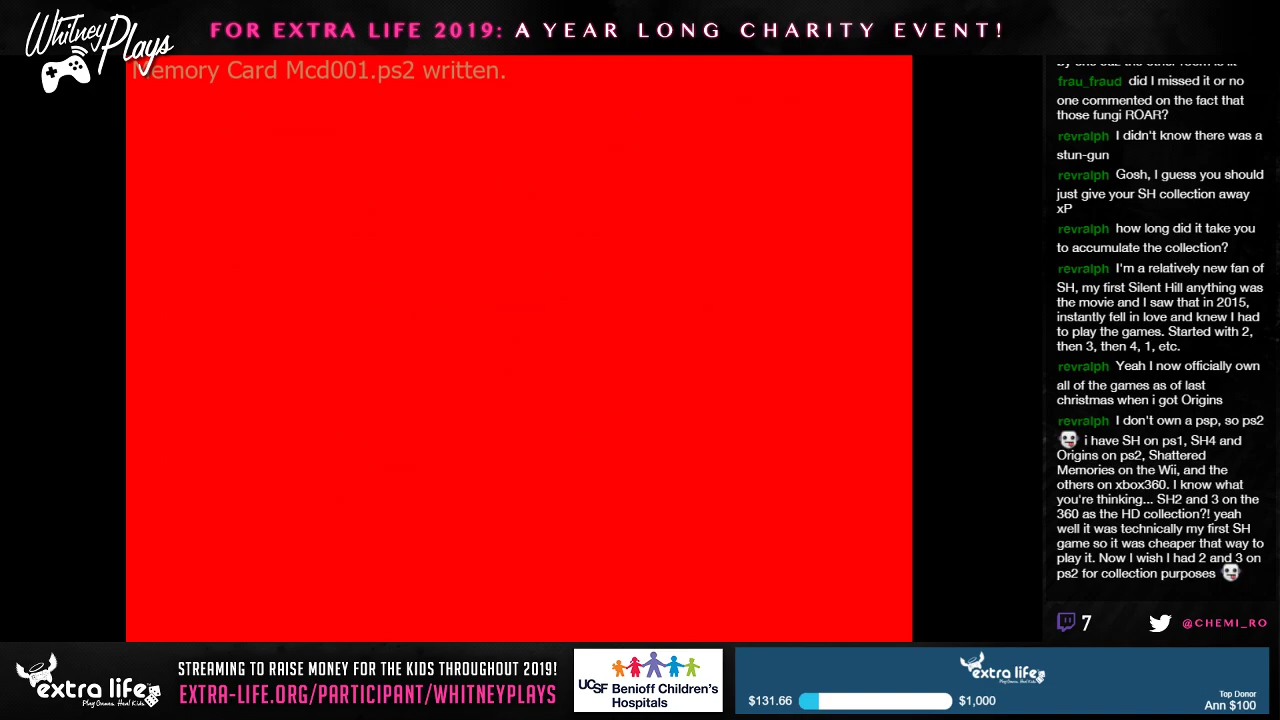 Whitney Plays
FOR EXTRA LIFE 2019: A YEAR LONG CHARITY EVENT!
Memory Card Mcd001.ps2 written.
frau_fraud did I missed it or no
one commented on the fact that
those fungi ROAR?
revralph I didn't know there was a
stun-gun
revralph Gosh, I guess you should
just give your SH collection away
xP
revralph how long did it take you
to accumulate the collection?
revralph I'm a relatively new fan of
SH, my first Silent Hill anything was
the movie and I saw that in 2015,
instantly fell in love and knew I had
to play the games. Started with 2,
then 3, then 4, 1, etc.
revralph Yeah I now officially own
all of the games as of last
christmas when i got Origins
revralph I don't own a psp, so ps2
i have SH on ps1, SH4 and
Origins on ps2, Shattered
Memories on the Wii, and the
others on xbox360. I know what
you're thinking... SH2 and 3 on the
360 as the HD collection?! yeah
well it was technically my first SH
game so it was cheaper that way to
play it. Now I wish I had 2 and 3 on
ps2 for collection purposes
7
@CHEMI_RO
extra life
Play Games. Heal Kids.
STREAMING TO RAISE MONEY FOR THE KIDS THROUGHOUT 2019!
EXTRA-LIFE.ORG/PARTICIPANT/WHITNEYPLAYS
UCSF Benioff Children's
Hospitals
extra life
Play Games. Heal Kids.
$131.66
$1,000
Top Donor
Ann $100